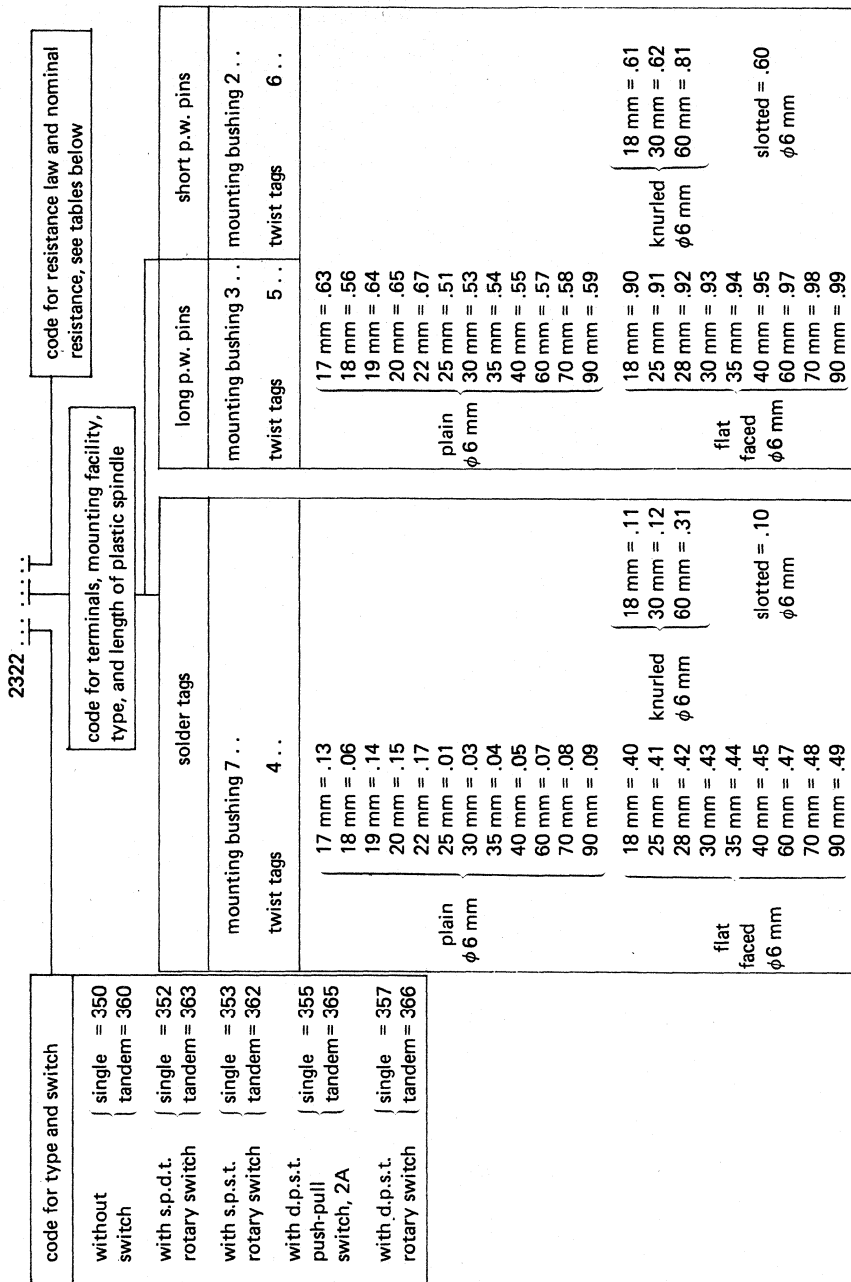 2322 ... ... ..
code for resistance law and nominal
resistance, see tables below
code for terminals, mounting facility,
type, and length of plastic spindle
code for type and switch
without
switch
single = 350
tandem = 360
with s.p.d.t.
rotary switch
single = 352
tandem = 363
with s.p.s.t.
rotary switch
single = 353
tandem = 362
with d.p.s.t.
push-pull
switch, 2A
single = 355
tandem = 365
with d.p.s.t.
rotary switch
single = 357
tandem = 366
solder tags
mounting bushing 7 ..
twist tags 4 ..
plain
ϕ 6 mm
17 mm = .13
18 mm = .06
19 mm = .14
20 mm = .15
22 mm = .17
25 mm = .01
30 mm = .03
35 mm = .04
40 mm = .05
60 mm = .07
70 mm = .08
90 mm = .09
flat
faced
ϕ 6 mm
18 mm = .40
25 mm = .41
28 mm = .42
30 mm = .43
35 mm = .44
40 mm = .45
60 mm = .47
70 mm = .48
90 mm = .49
knurled
ϕ 6 mm
18 mm = .11
30 mm = .12
60 mm = .31
slotted = .10
ϕ 6 mm
long p.w. pins
mounting bushing 3 ..
twist tags 5 ..
short p.w. pins
mounting bushing 2 ..
twist tags 6 ..
plain
ϕ 6 mm
17 mm = .63
18 mm = .56
19 mm = .64
20 mm = .65
22 mm = .67
25 mm = .51
30 mm = .53
35 mm = .54
40 mm = .55
60 mm = .57
70 mm = .58
90 mm = .59
flat
faced
ϕ 6 mm
18 mm = .90
25 mm = .91
28 mm = .92
30 mm = .93
35 mm = .94
40 mm = .95
60 mm = .97
70 mm = .98
90 mm = .99
knurled
ϕ 6 mm
18 mm = .61
30 mm = .62
60 mm = .81
slotted = .60
ϕ 6 mm